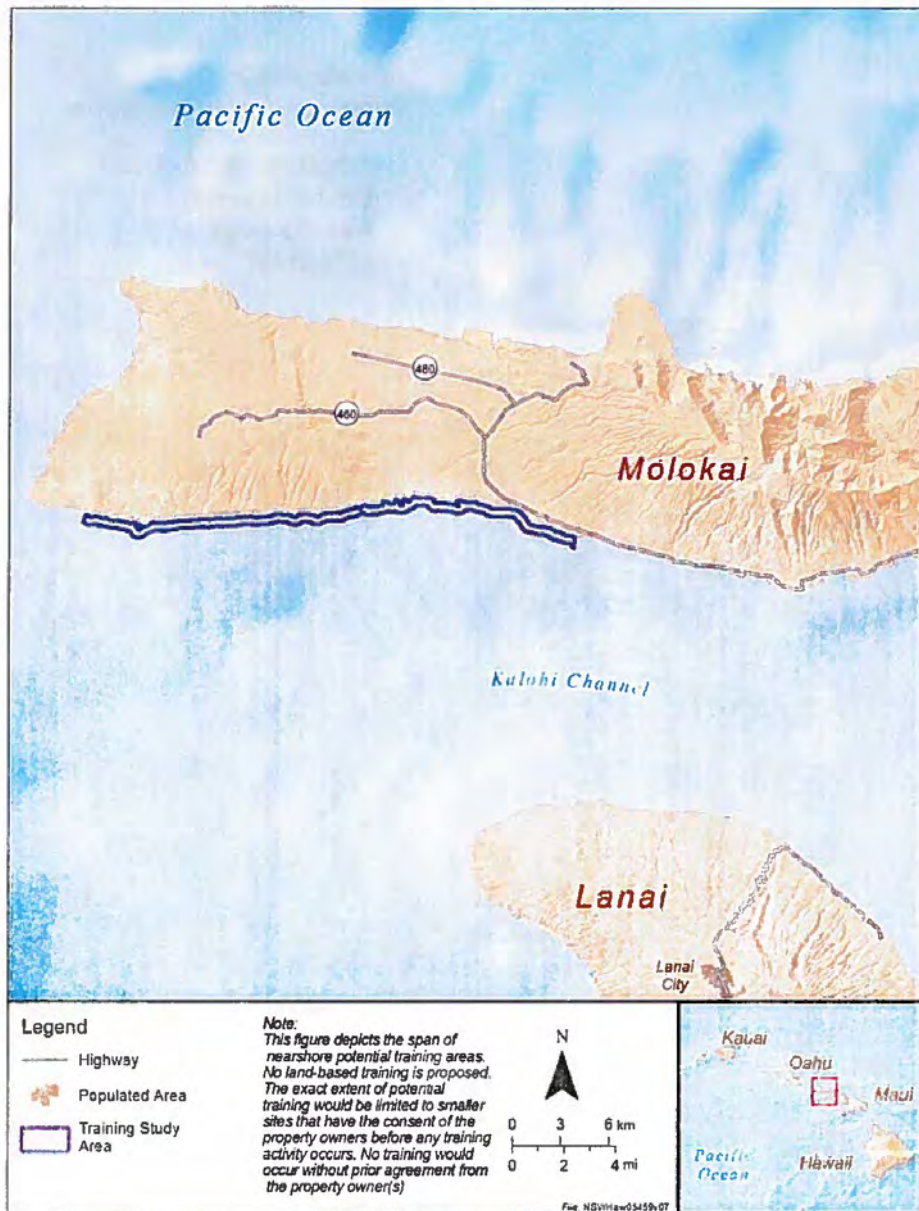 Pacific Ocean
480
460
Molokai
Kalohi Channel
Lanai
Lanai
City
Legend
Highway
Populated Area
Training Study
Area
Note:
This figure depicts the span of
nearshore potential training areas.
No land-based training is proposed.
The exact extent of potential
training would be limited to smaller
sites that have the consent of the
property owners before any training
activity occurs. No training would
occur without prior agreement from
the property owner(s)
N
0 3 6 km
0 2 4 mi
Kauai
Oahu
Maui
Pacific
Ocean
Hawaii